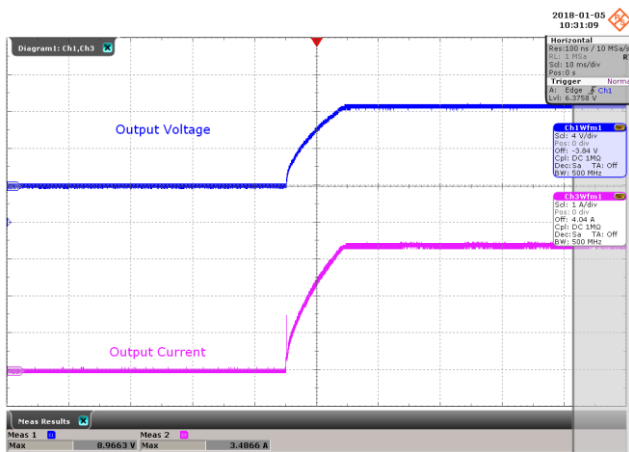 2018-01-05
10:31:09
Diagram1: Ch1,Ch3
Horizontal
Res:100 ns / 10 MSa/s
RL: 1 MSa
Scl: 10 ms/div
Pos:0 s
Trigger Norma
A: Edge Ch1
Lvl: 6.3758 V
Output Voltage
Ch1Wfm1
Scl: 4 V/div
Pos: 0 div
Off: -3.84 V
Cpl: DC 1MΩ
Dec:Sa TA: Off
BW: 500 MHz
Ch3Wfm1
Scl: 1 A/div
Pos: 0 div
Off: 4.04 A
Cpl: DC 1MΩ
Dec:Sa TA: Off
BW: 500 MHz
Output Current
Meas Results
Meas 1 Meas 2
Max 8.9663 V Max 3.4866 A